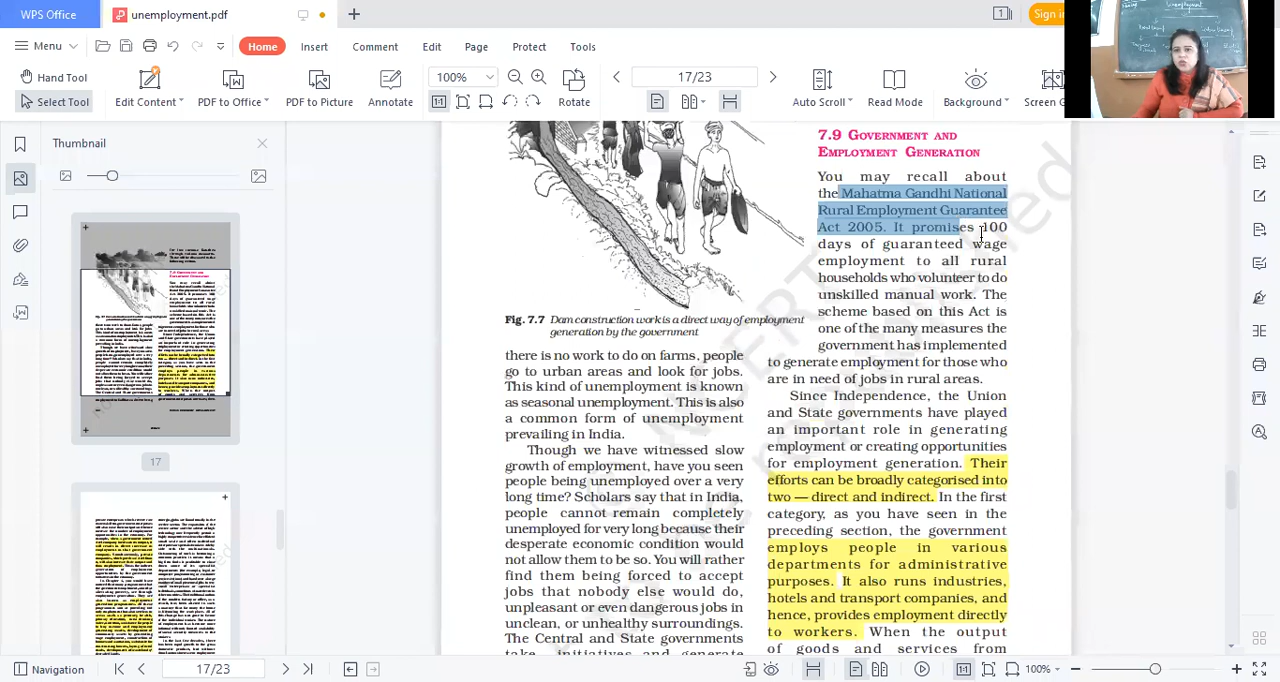 WPS Office
unemployment.pdf
Sign in
Menu
Home
Insert
Comment
Edit
Page
Protect
Tools
Hand Tool
Select Tool
Edit Content
PDF to Office
PDF to Picture
Annotate
100%
Rotate
17/23
Auto Scroll
Read Mode
Background
Screen G
Unemployment
Thumbnail
17
Fig. 7.7 Dam construction work is a direct way of employment
generation by the government
there is no work to do on farms, people
go to urban areas and look for jobs.
This kind of unemployment is known
as seasonal unemployment. This is also
a common form of unemployment
prevailing in India.
Though we have witnessed slow
growth of employment, have you seen
people being unemployed over a very
long time? Scholars say that in India,
people cannot remain completely
unemployed for very long because their
desperate economic condition would
not allow them to be so. You will rather
find them being forced to accept
jobs that nobody else would do,
unpleasant or even dangerous jobs in
unclean, or unhealthy surroundings.
The Central and State governments
take initiatives and generate
7.9 Government and
Employment Generation
You may recall about
the Mahatma Gandhi National
Rural Employment Guarantee
Act 2005. It promises 100
days of guaranteed wage
employment to all rural
households who volunteer to do
unskilled manual work. The
scheme based on this Act is
one of the many measures the
government has implemented
to generate employment for those who
are in need of jobs in rural areas.
Since Independence, the Union
and State governments have played
an important role in generating
employment or creating opportunities
for employment generation. Their
efforts can be broadly categorised into
two — direct and indirect. In the first
category, as you have seen in the
preceding section, the government
employs people in various
departments for administrative
purposes. It also runs industries,
hotels and transport companies, and
hence, provides employment directly
to workers. When the output
of goods and services from
Navigation
17/23
100%